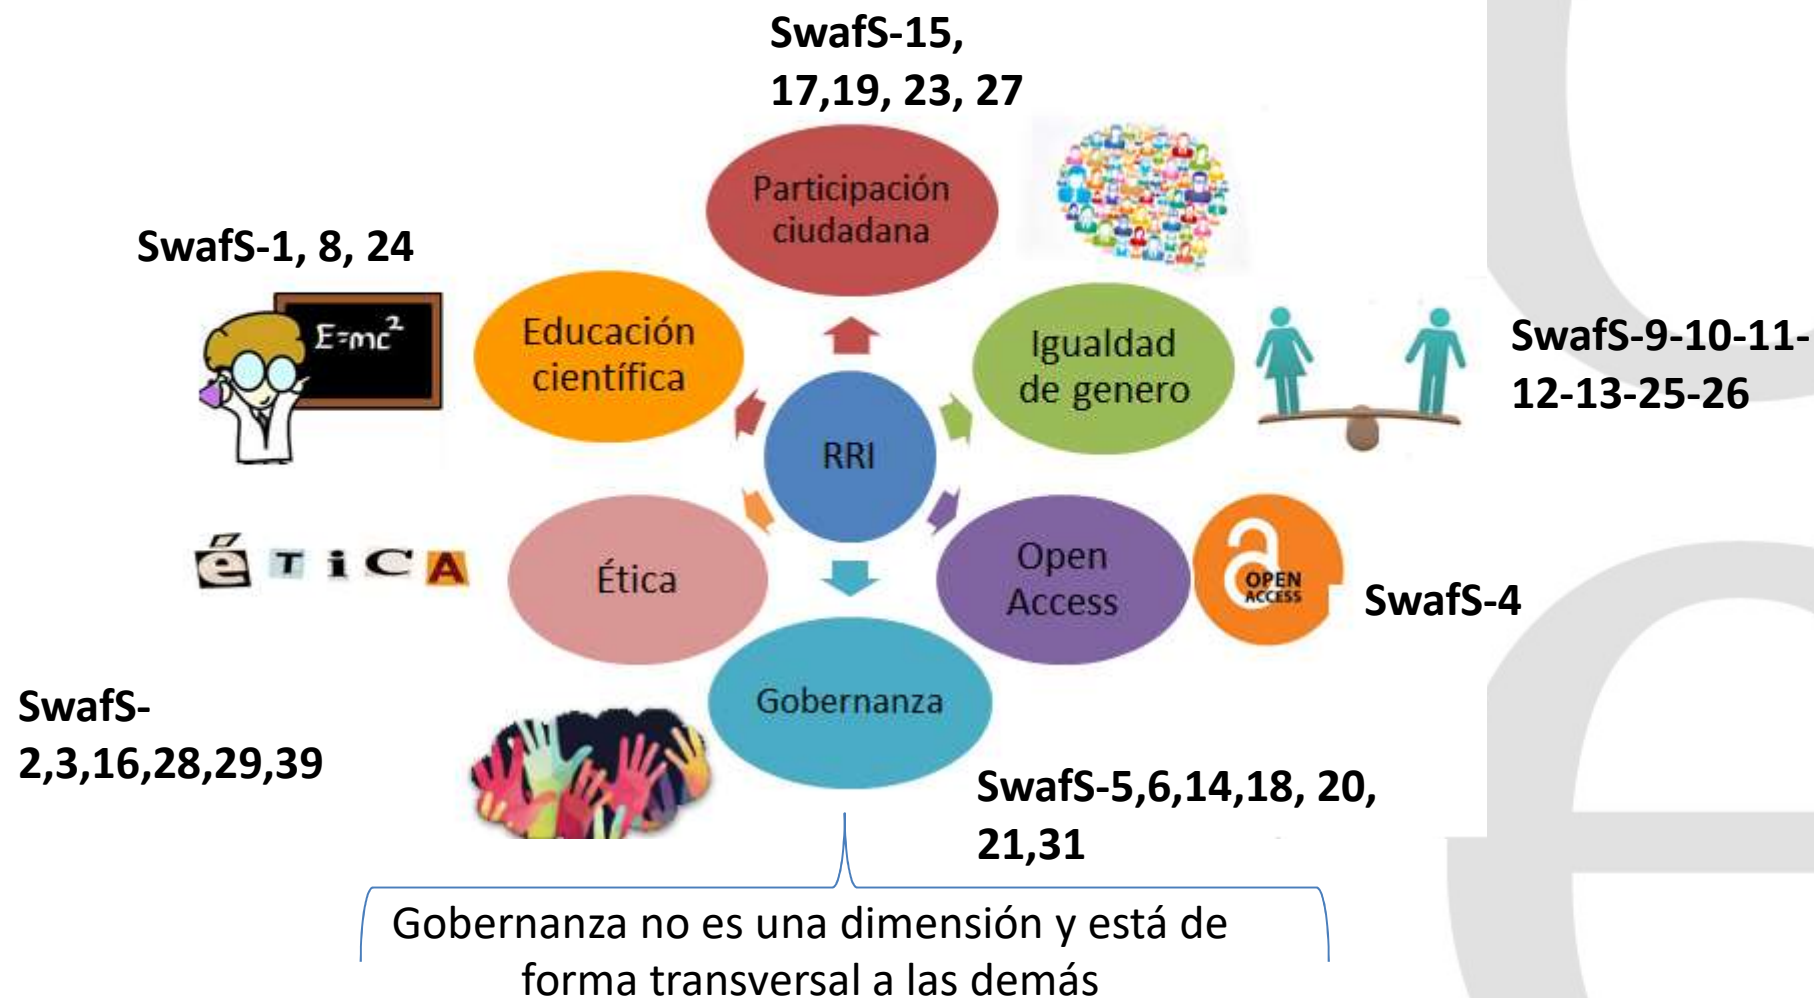 SwafS-15,
17,19, 23, 27
Participación
ciudadana
SwafS-1, 8, 24
E=mc²
Educación
científica
Igualdad
de genero
SwafS-9-10-11-
12-13-25-26
RRI
éTiCA
Ética
Open
Access
OPEN
ACCESS
SwafS-4
Gobernanza
SwafS-
2,3,16,28,29,39
SwafS-5,6,14,18, 20,
21,31
Gobernanza no es una dimensión y está de
forma transversal a las demás